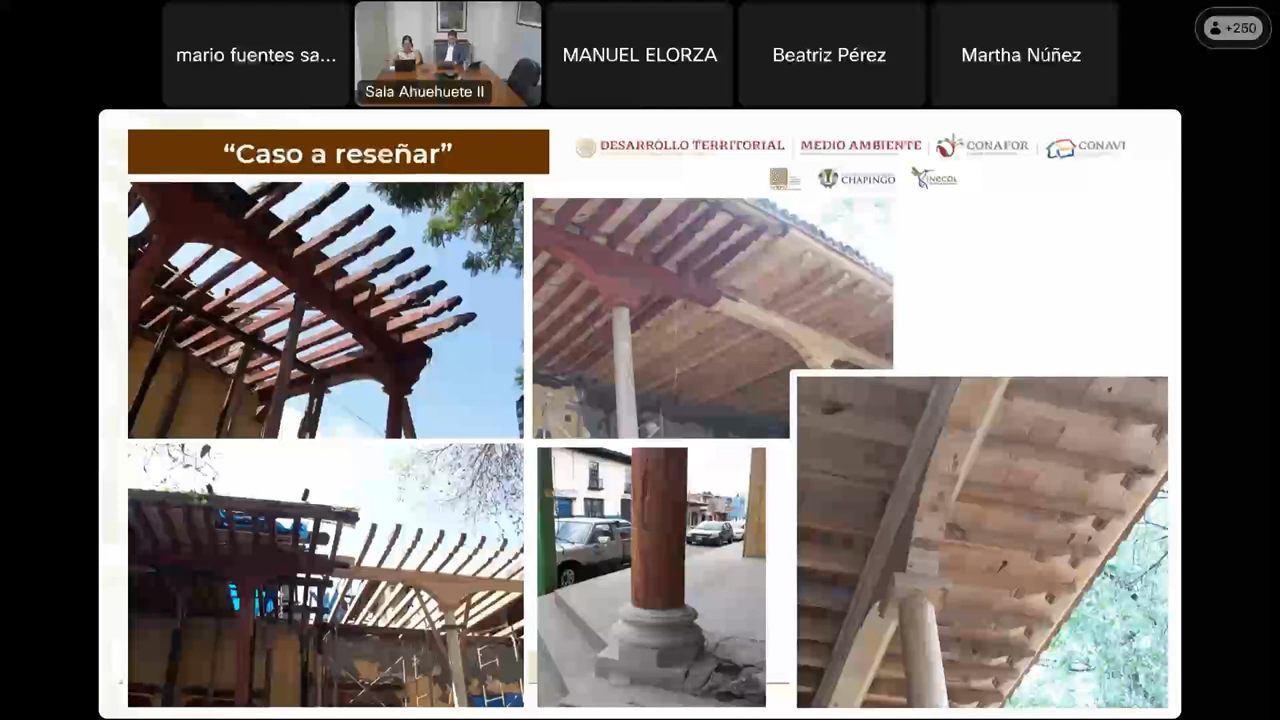 mario fuentes sa...
Sala Ahuehuete II
MANUEL ELORZA
Beatriz Pérez
Martha Núñez
+250
“Caso a reseñar”
DESARROLLO TERRITORIAL
MEDIO AMBIENTE
CONAFOR
CONAVI
CHAPINGO
INECOL